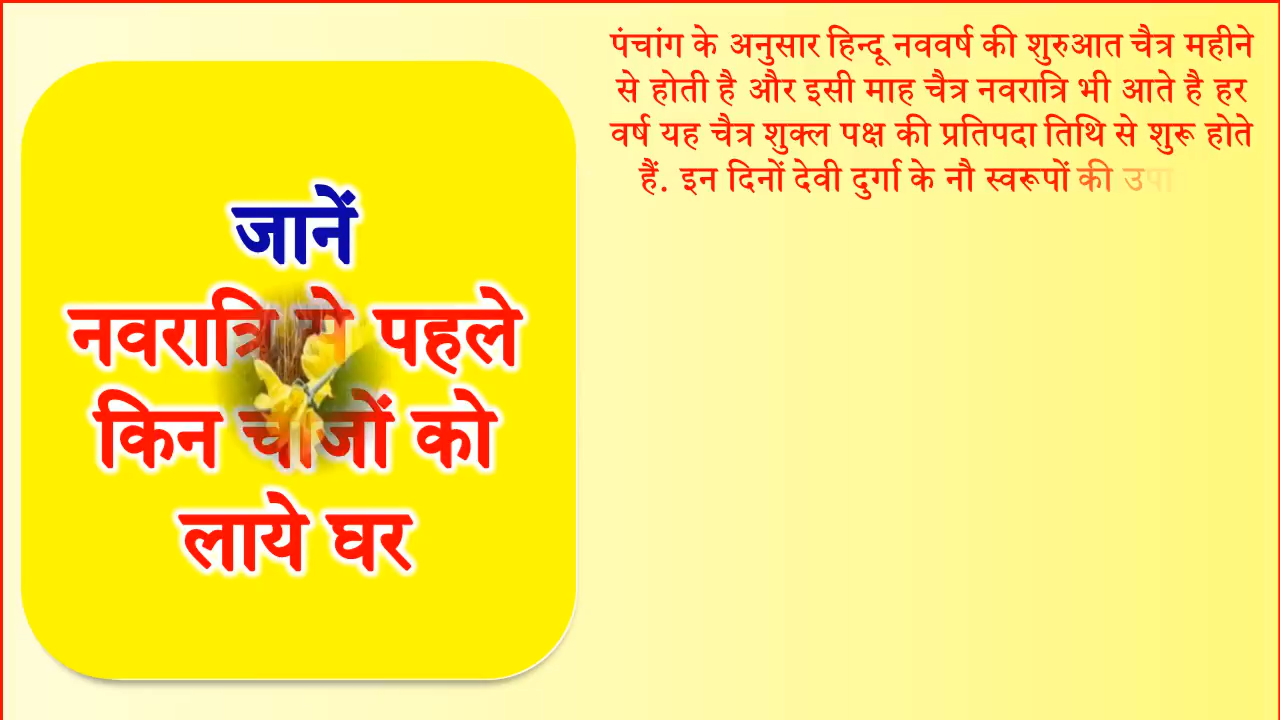 जानें
नवरात्रि से पहले
किन चीजों को
लाये घर
पंचांग के अनुसार हिन्दू नववर्ष की शुरुआत चैत्र महीने
से होती है और इसी माह चैत्र नवरात्रि भी आते है हर
वर्ष यह चैत्र शुक्ल पक्ष की प्रतिपदा तिथि से शुरू होते
हैं. इन दिनों देवी दुर्गा के नौ स्वरूपों की